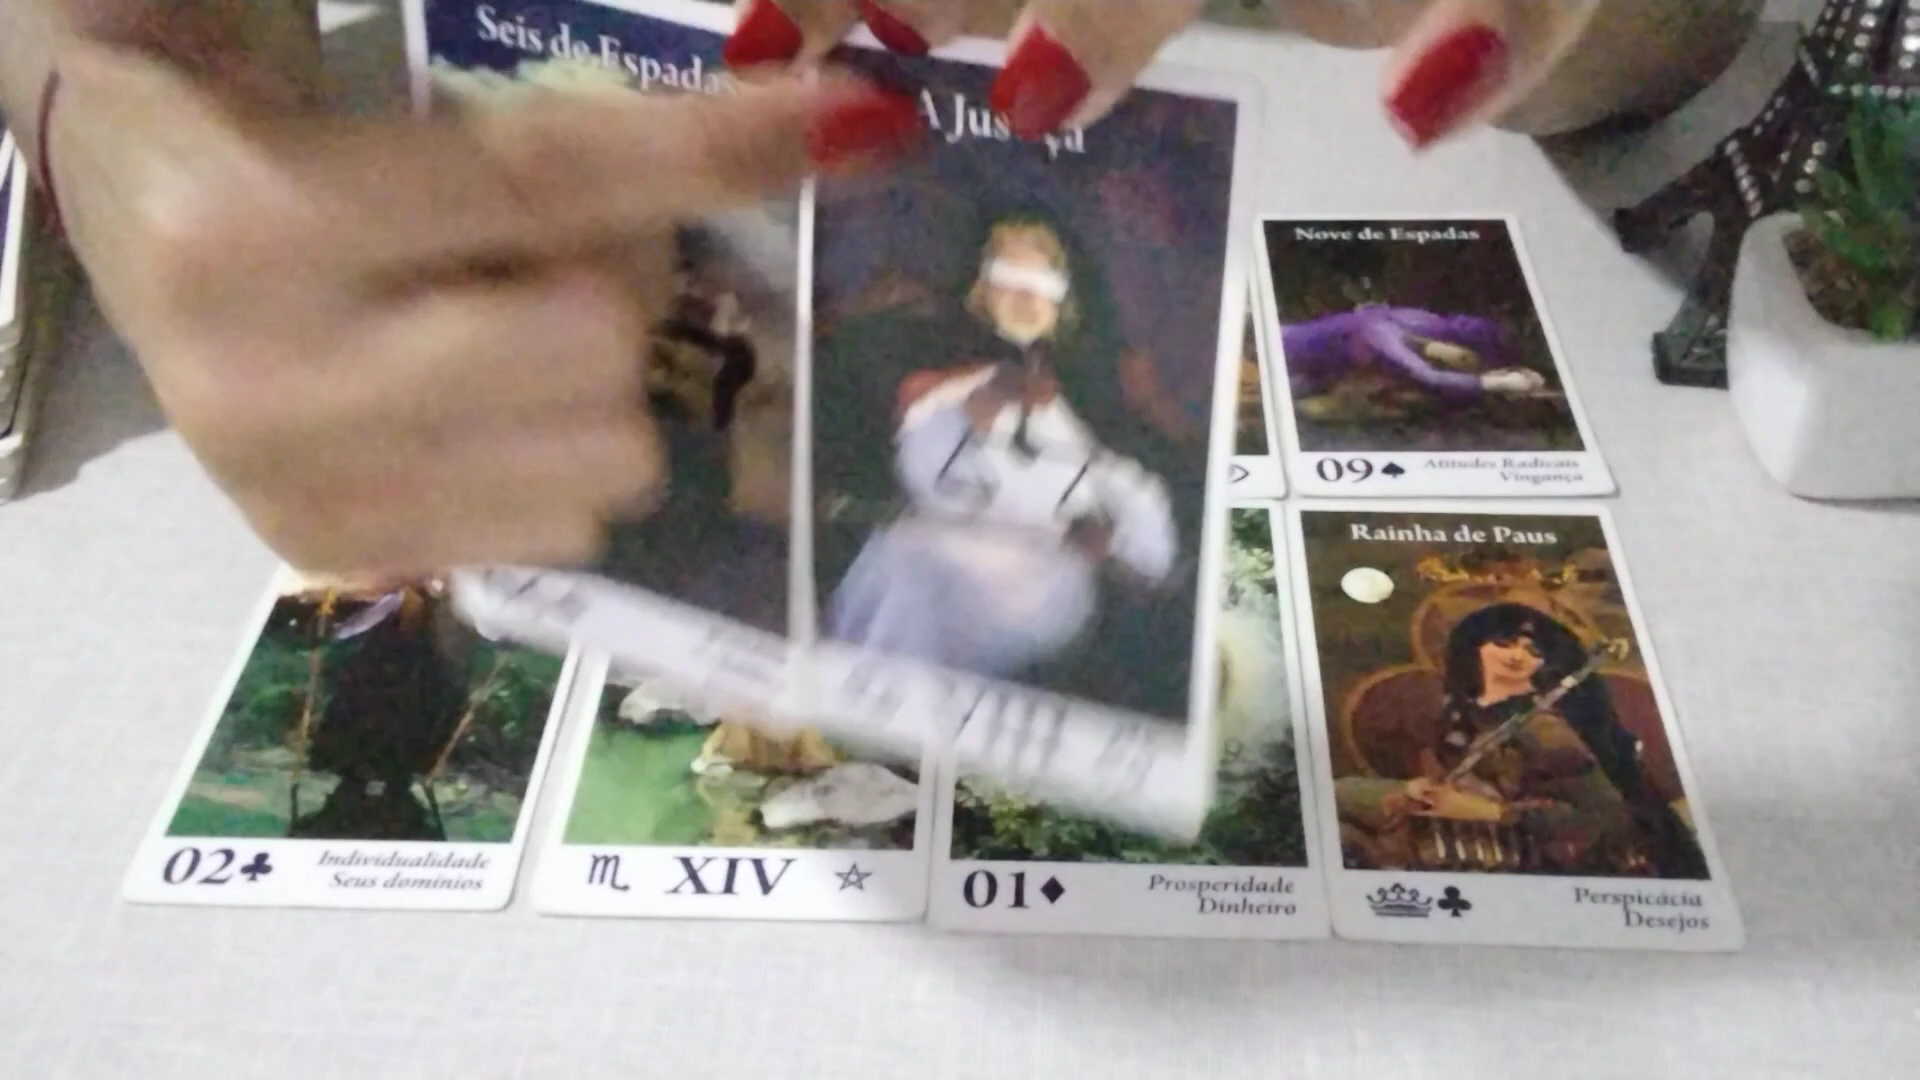 Seis de Espadas
A Jus
Nove de Espadas
09♠
Atitudes Radicais
Vingança
Rainha de Paus
02♣
Individualidade
Seus domínios
♏ XIV
01♦
Prosperidade
Dinheiro
Perspicácia
Desejos